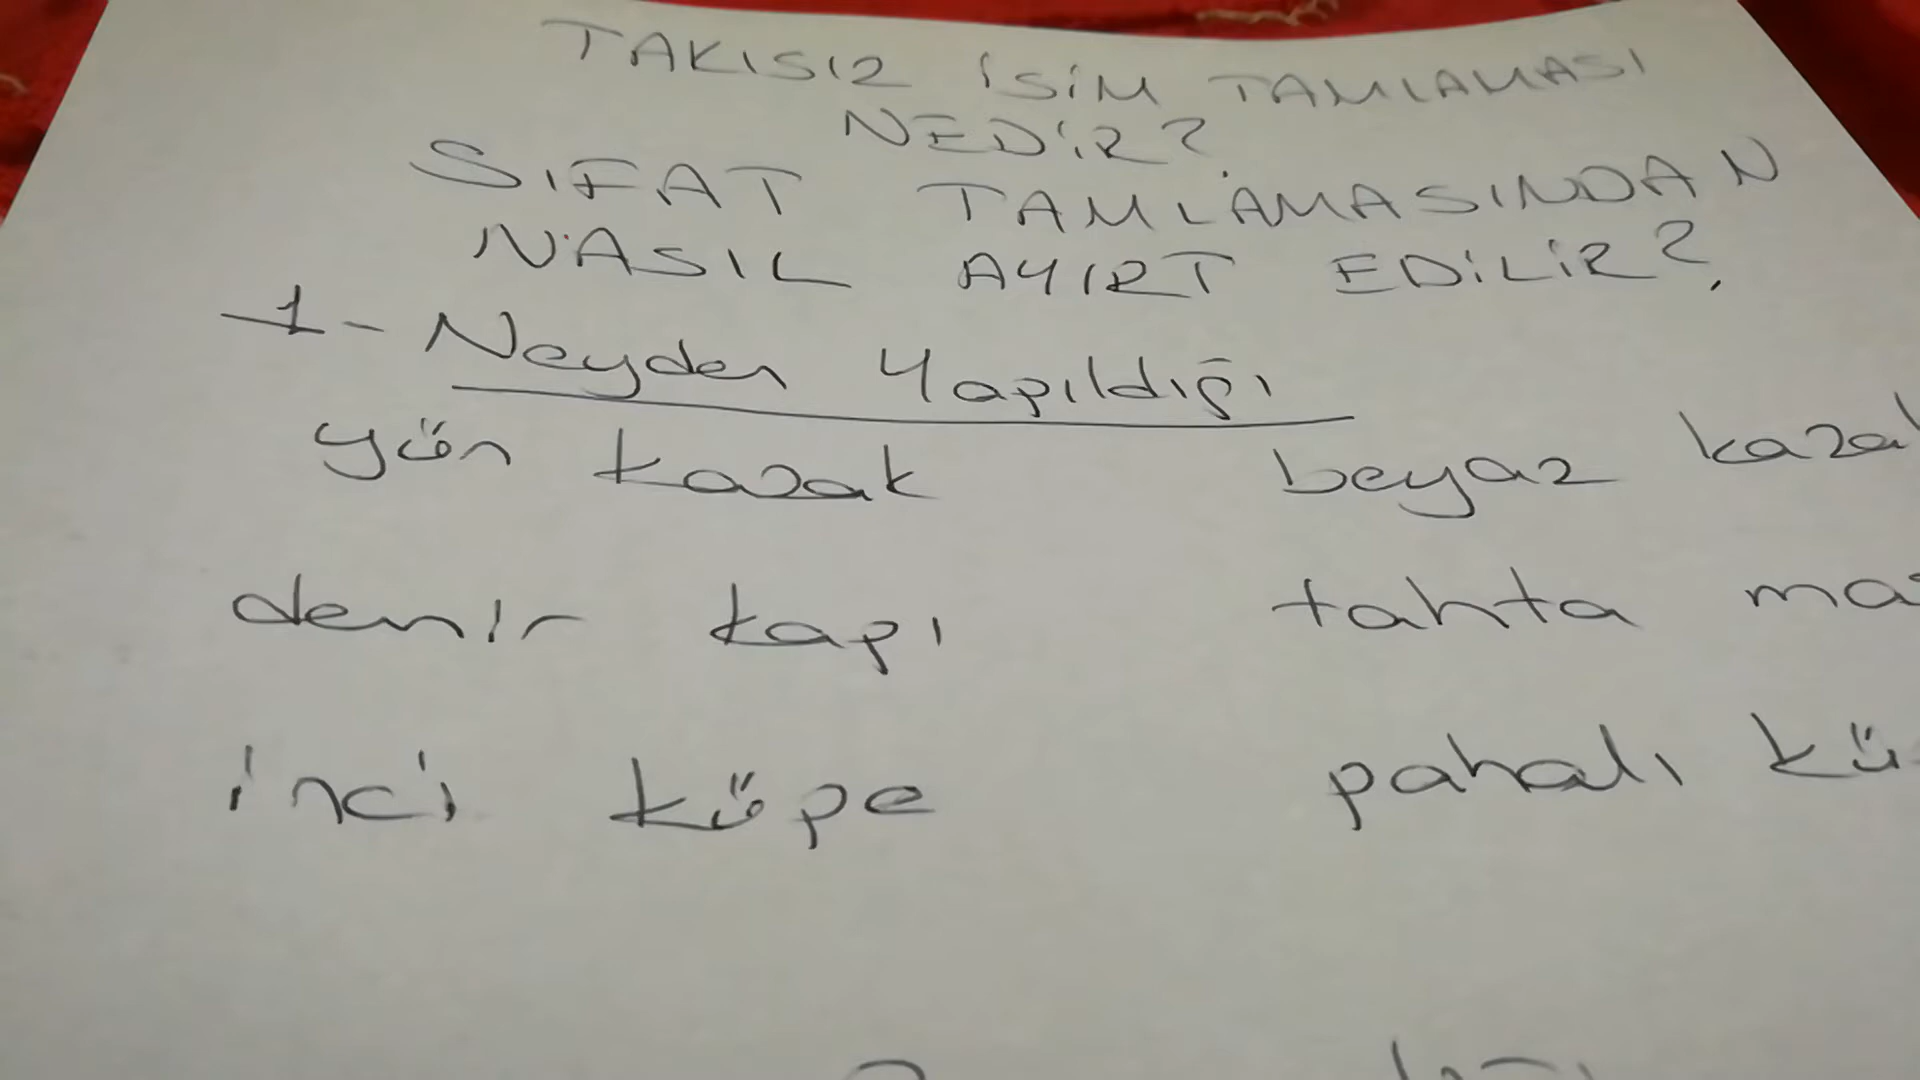 TAKISIZ İSİM TAMLAMASI
NEDİR?
SIFAT TAMLAMASINDAN
NASIL AYIRT EDİLİR?
1- Neyden Yapıldığı
yün kazak beyaz kaza
demir kapı tahta ma
inci küpe pahalı kü